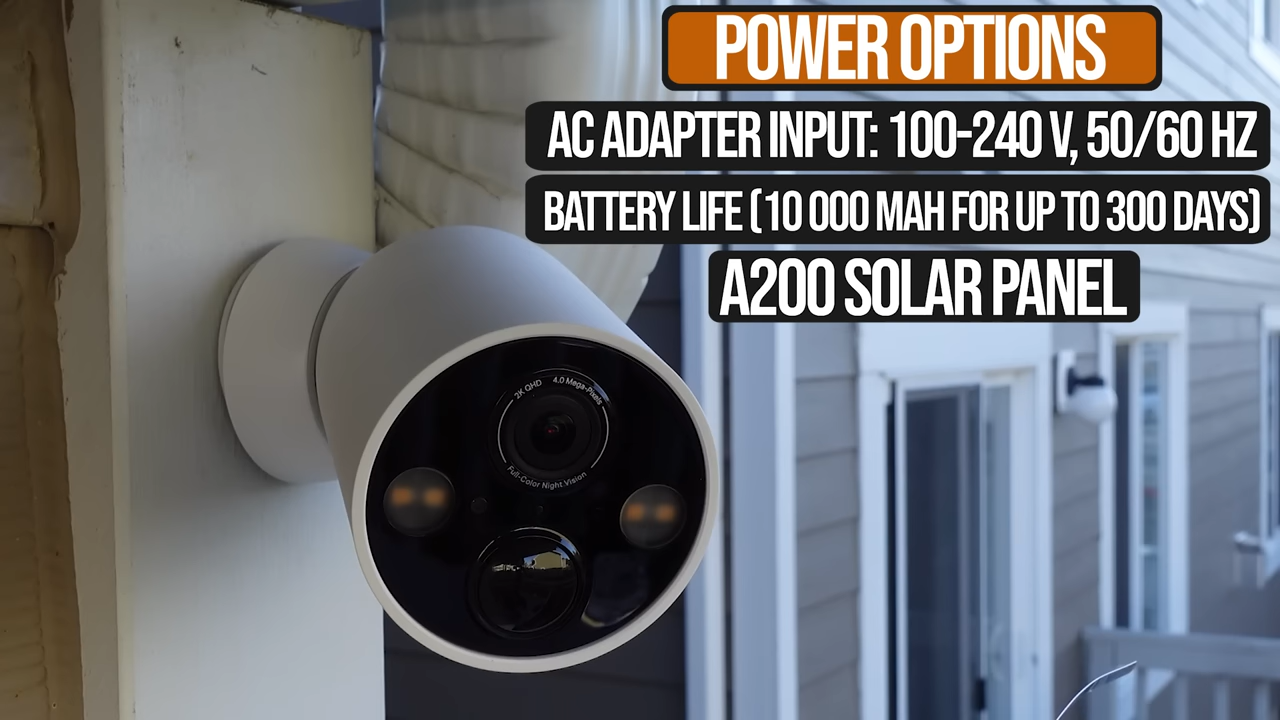 POWER OPTIONS
AC ADAPTER INPUT: 100-240 V, 50/60 HZ
BATTERY LIFE (10 000 MAH FOR UP TO 300 DAYS)
A200 SOLAR PANEL
2K QHD 4.0 Mega-Pixels
Full-Color Night Vision